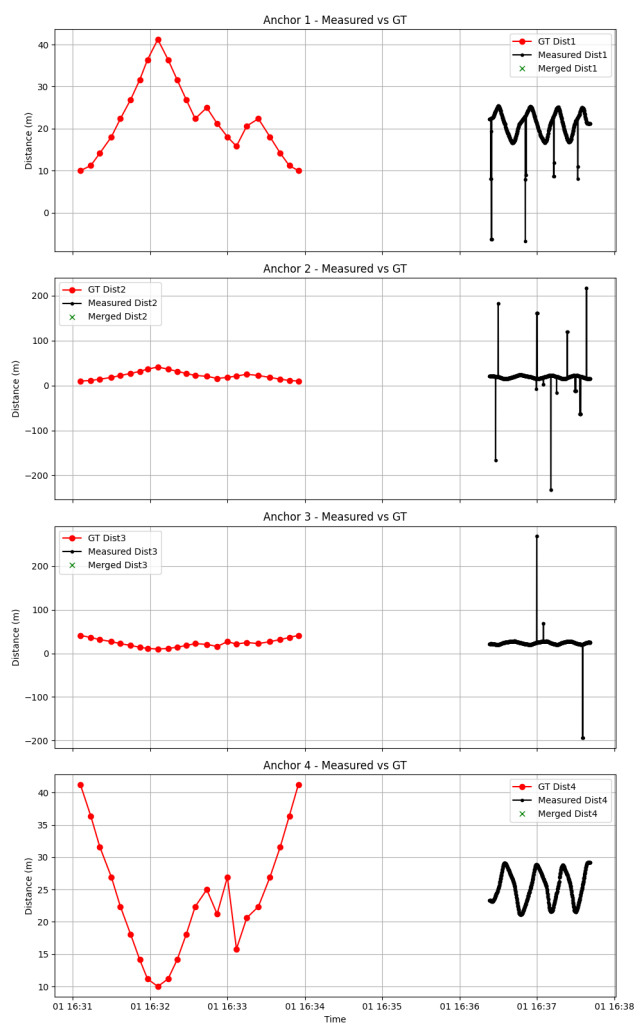 Anchor 1 - Measured vs GT
Distance (m)
40
30
20
10
0
GT Dist1
Measured Dist1
Merged Dist1
Anchor 2 - Measured vs GT
Distance (m)
200
100
0
−100
−200
GT Dist2
Measured Dist2
Merged Dist2
Anchor 3 - Measured vs GT
Distance (m)
200
100
0
−100
−200
GT Dist3
Measured Dist3
Merged Dist3
Anchor 4 - Measured vs GT
Distance (m)
40
35
30
25
20
15
10
GT Dist4
Measured Dist4
Merged Dist4
01 16:31 01 16:32 01 16:33 01 16:34 01 16:35 01 16:36 01 16:37 01 16:38
Time